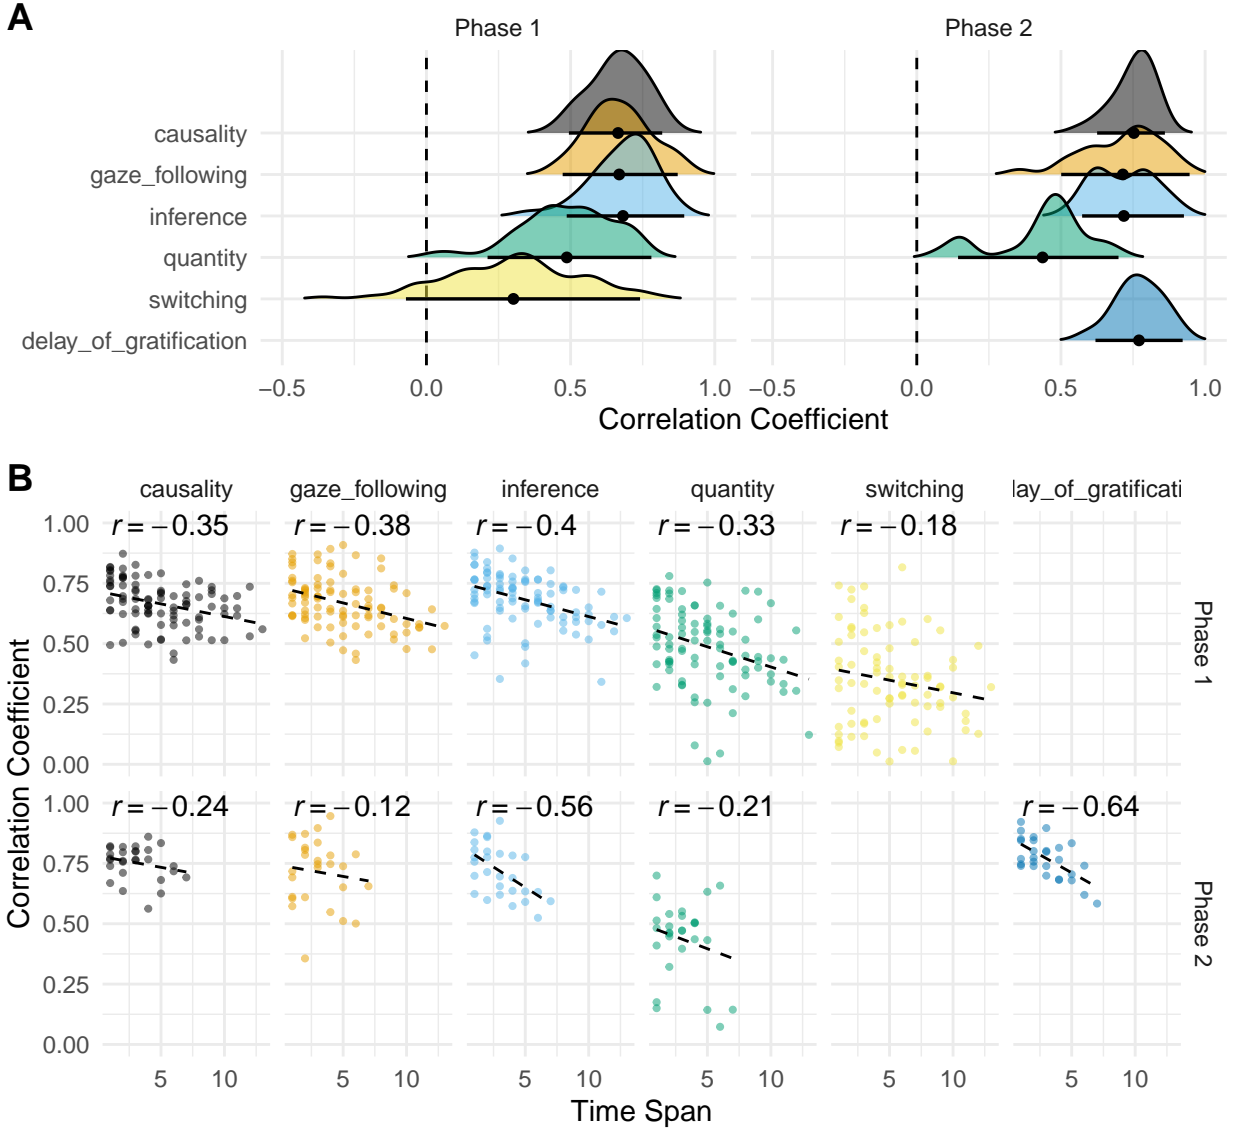 A
Phase 1
Phase 2
causality
gaze_following
inference
quantity
switching
delay_of_gratification
−0.5 0.0 0.5 1.0
−0.5 0.0 0.5 1.0
Correlation Coefficient
B
causality gaze_following inference quantity switching lay_of_gratificati
Correlation Coefficient
1.00
0.75
0.50
0.25
0.00
r = −0.35
r = −0.38
r = −0.4
r = −0.33
r = −0.18
Phase 1
1.00
0.75
0.50
0.25
0.00
r = −0.24
r = −0.12
r = −0.56
r = −0.21
r = −0.64
Phase 2
5 10
5 10
5 10
5 10
5 10
5 10
Time Span